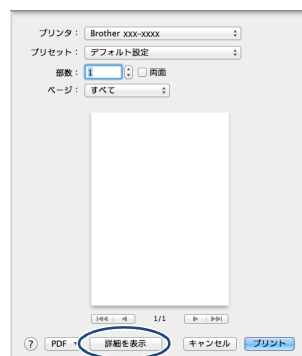 プリンタ： Brother xxx-xxxx
プリセット： デフォルト設定
部数： 1 両面
ページ： すべて
1/1
? PDF 詳細を表示 キャンセル プリント